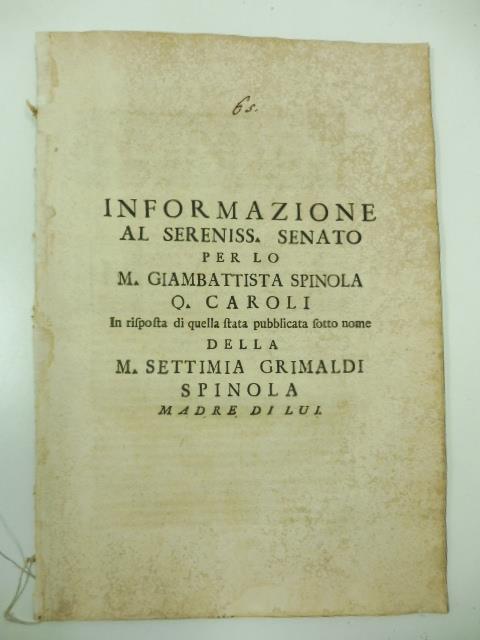 65.
INFORMAZIONE
AL SERENISS. SENATO
PER LO
M. GIAMBATTISTA SPINOLA
Q. CAROLI
In riſpoſta di quella ſtata pubblicata ſotto nome
DELLA
M. SETTIMIA GRIMALDI
SPINOLA
MADRE DI LUI.